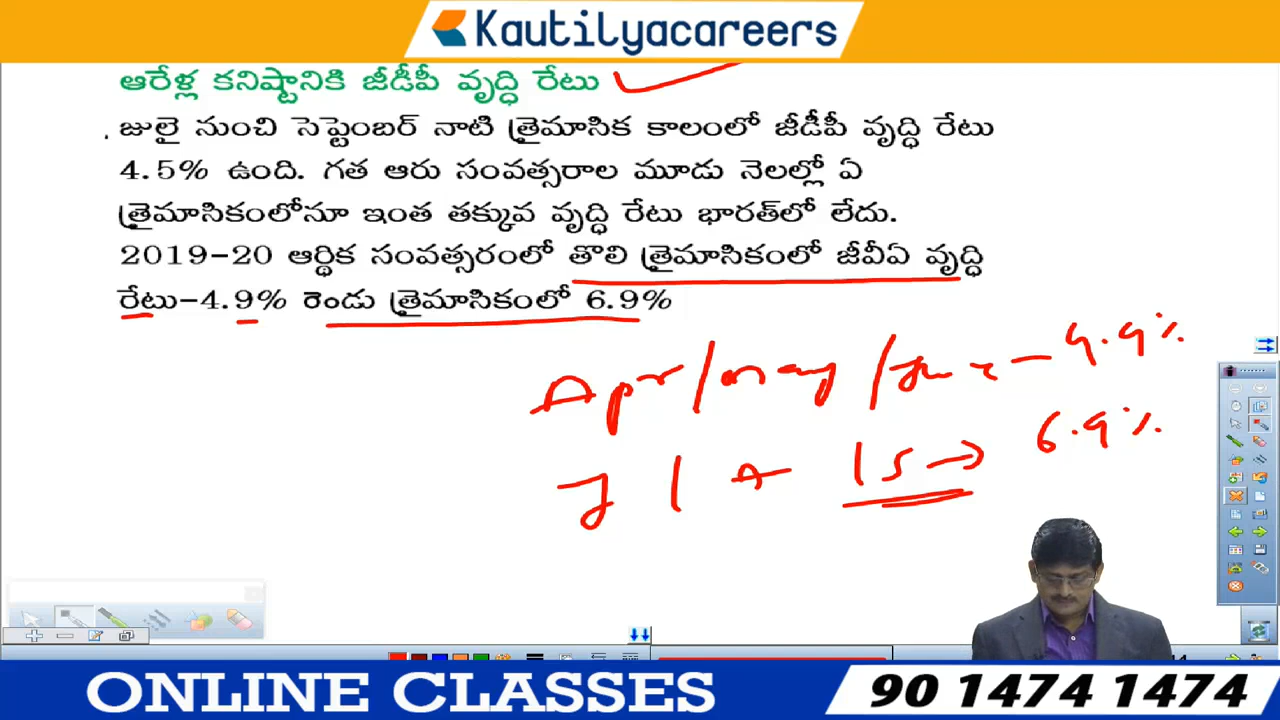 Kautilyacareers
ఆరేళ్ల కనిష్టానికి జీడీపీ వృద్ధి రేటు
జులై నుంచి సెప్టెంబర్ నాటి త్రైమాసిక కాలంలో జీడీపీ వృద్ధి రేటు
4.5% ఉంది. గత ఆరు సంవత్సరాల మూడు నెలల్లో ఏ
త్రైమాసికంలోనూ ఇంత తక్కువ వృద్ధి రేటు భారత్‌లో లేదు.
2019-20 ఆర్థిక సంవత్సరంలో తొలి త్రైమాసికంలో జీవీఏ వృద్ధి
రేటు-4.9% రెండు త్రైమాసికంలో 6.9%
Apr/may/June - 4.9%
J / A / S → 6.9%
ONLINE CLASSES
90 1474 1474